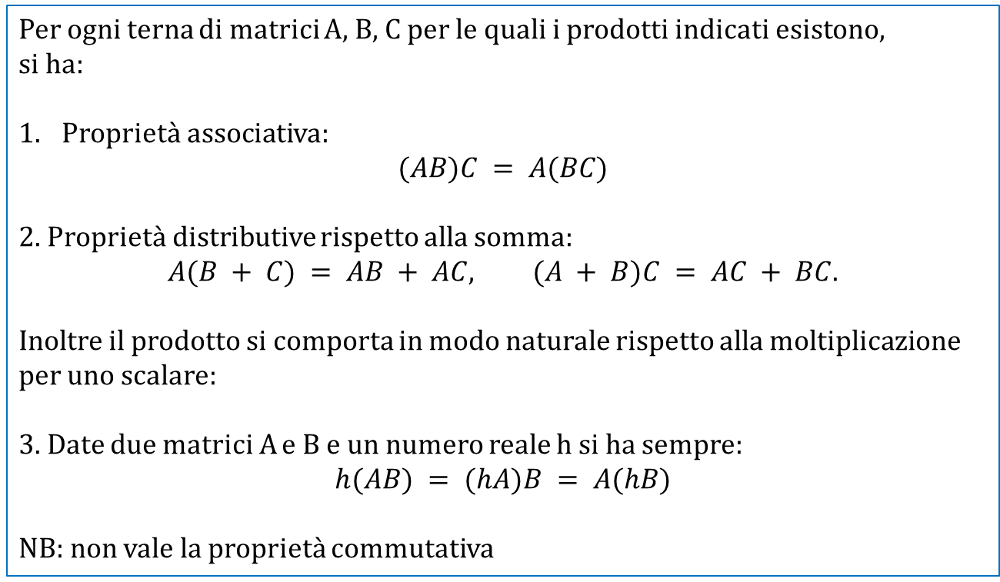 Per ogni terna di matrici A, B, C per le quali i prodotti indicati esistono,
si ha:
1. Proprietà associativa:
(AB)C = A(BC)
2. Proprietà distributive rispetto alla somma:
A(B + C) = AB + AC, (A + B)C = AC + BC.
Inoltre il prodotto si comporta in modo naturale rispetto alla moltiplicazione
per uno scalare:
3. Date due matrici A e B e un numero reale h si ha sempre:
h(AB) = (hA)B = A(hB)
NB: non vale la proprietà commutativa